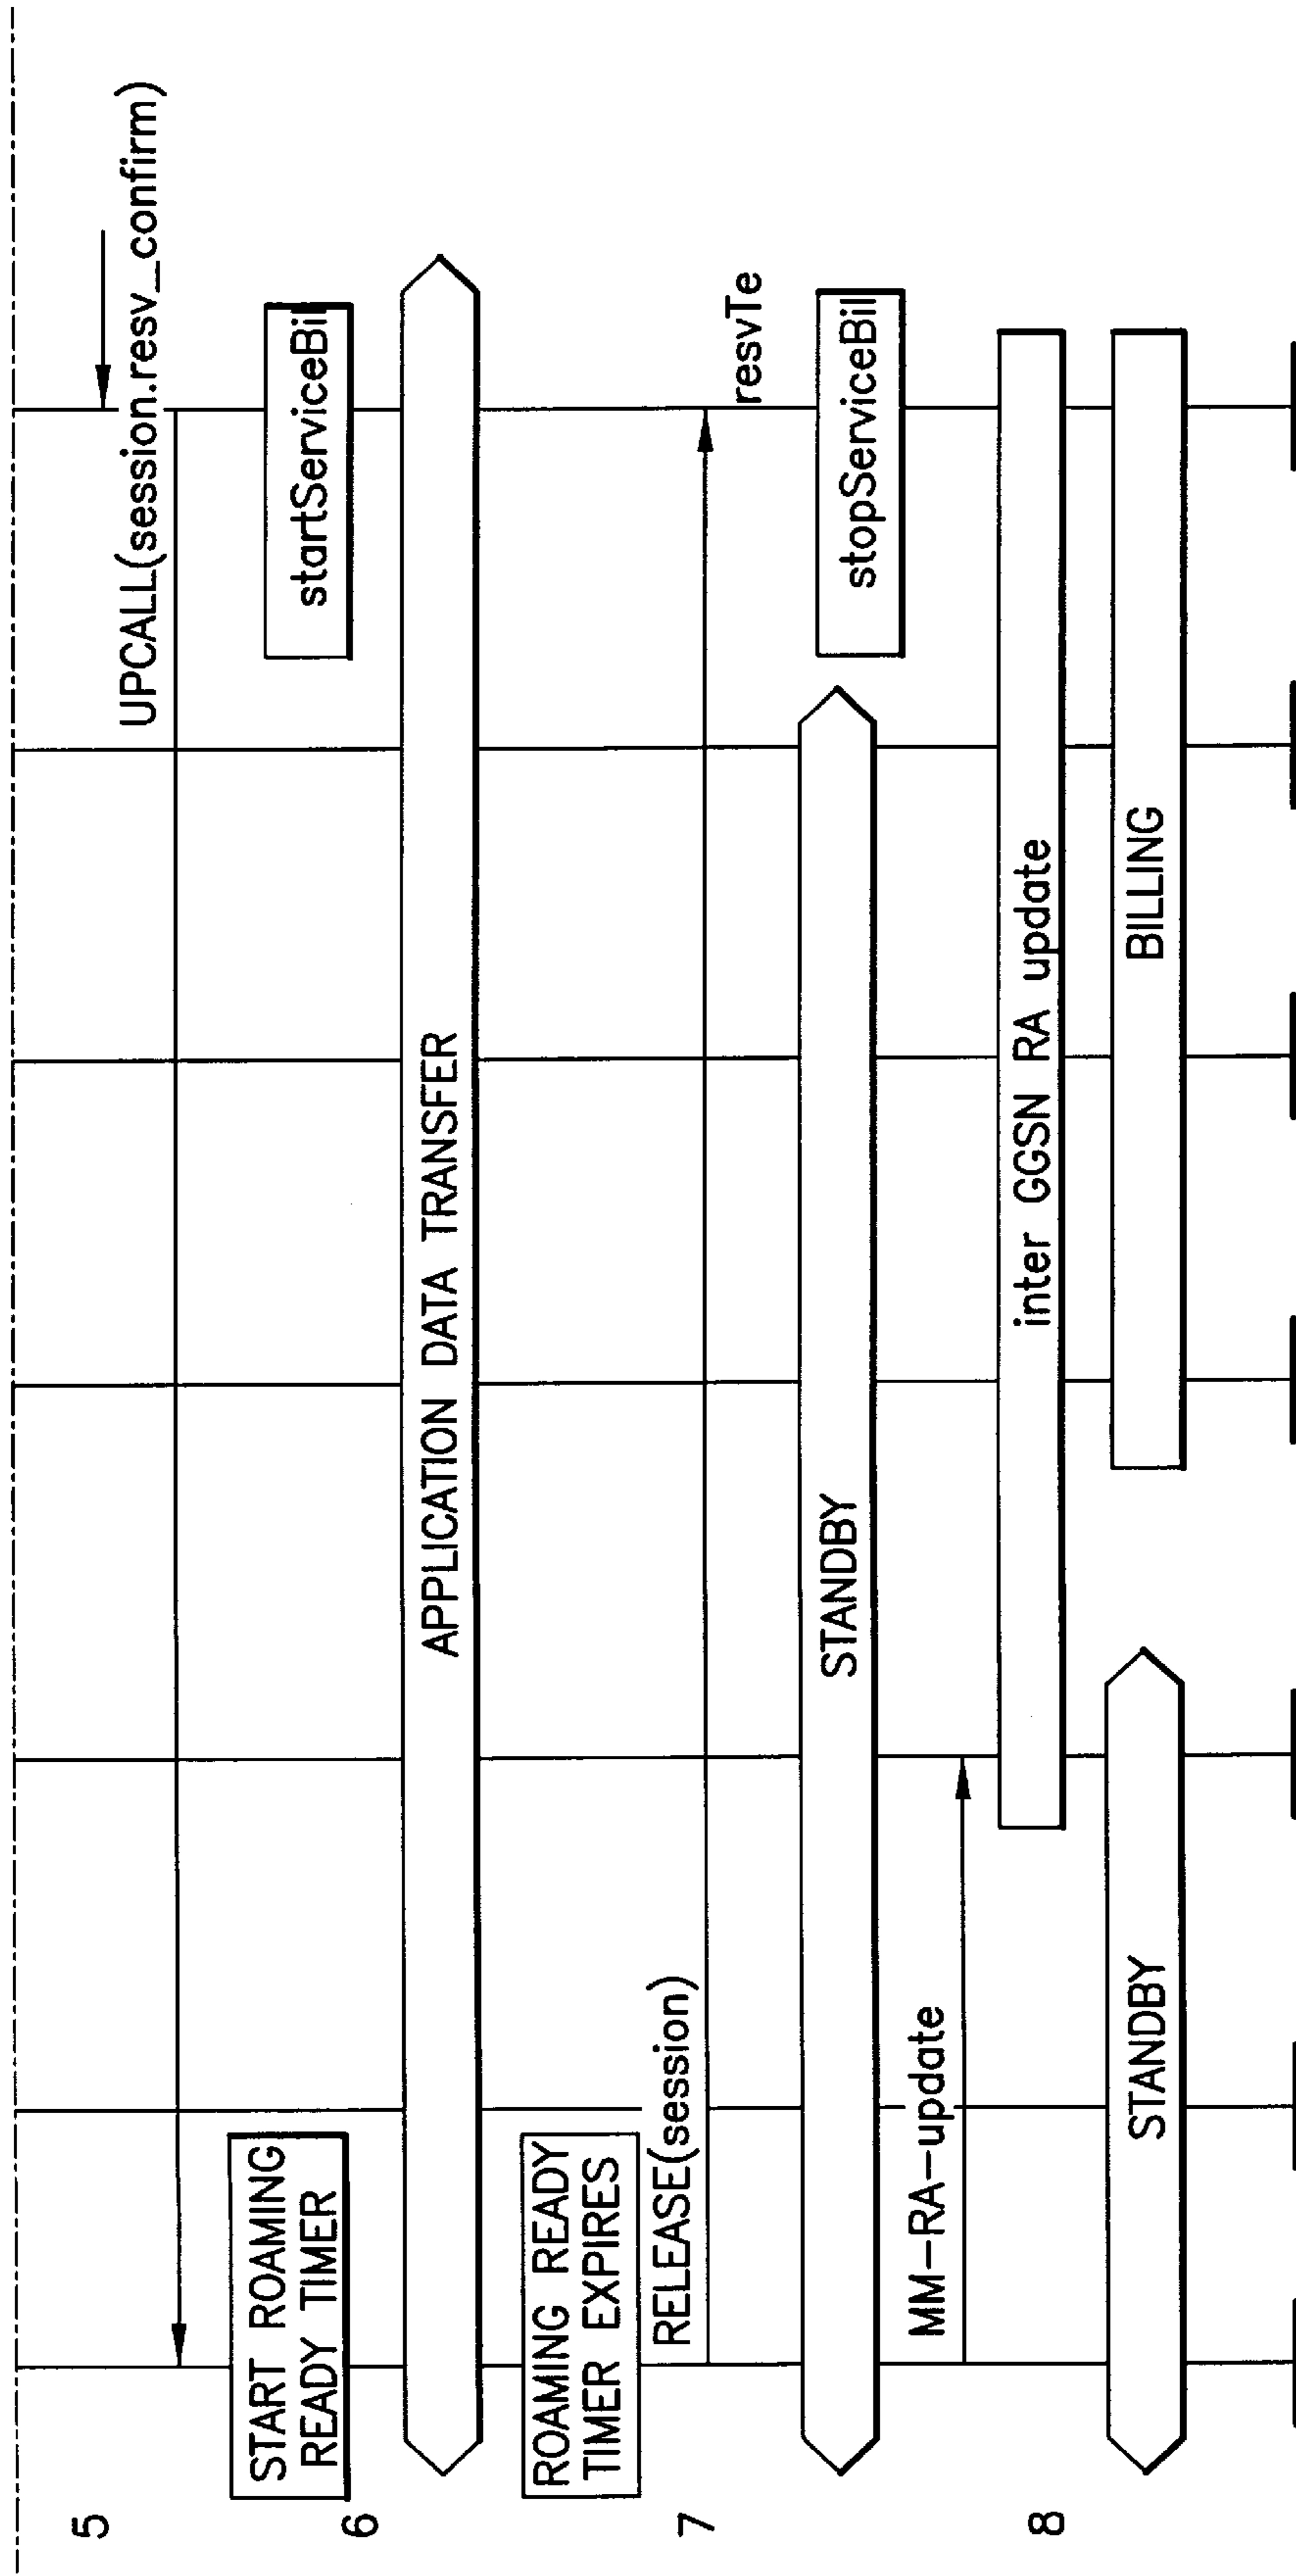 5
UPCALL(session.resv_confirm)
START ROAMING
READY TIMER
startServiceBil
6
APPLICATION DATA TRANSFER
ROAMING READY
TIMER EXPIRES
7
RELEASE(session)
resvTe
STANDBY
stopServiceBil
MM-RA-update
8
inter GGSN RA update
STANDBY
BILLING